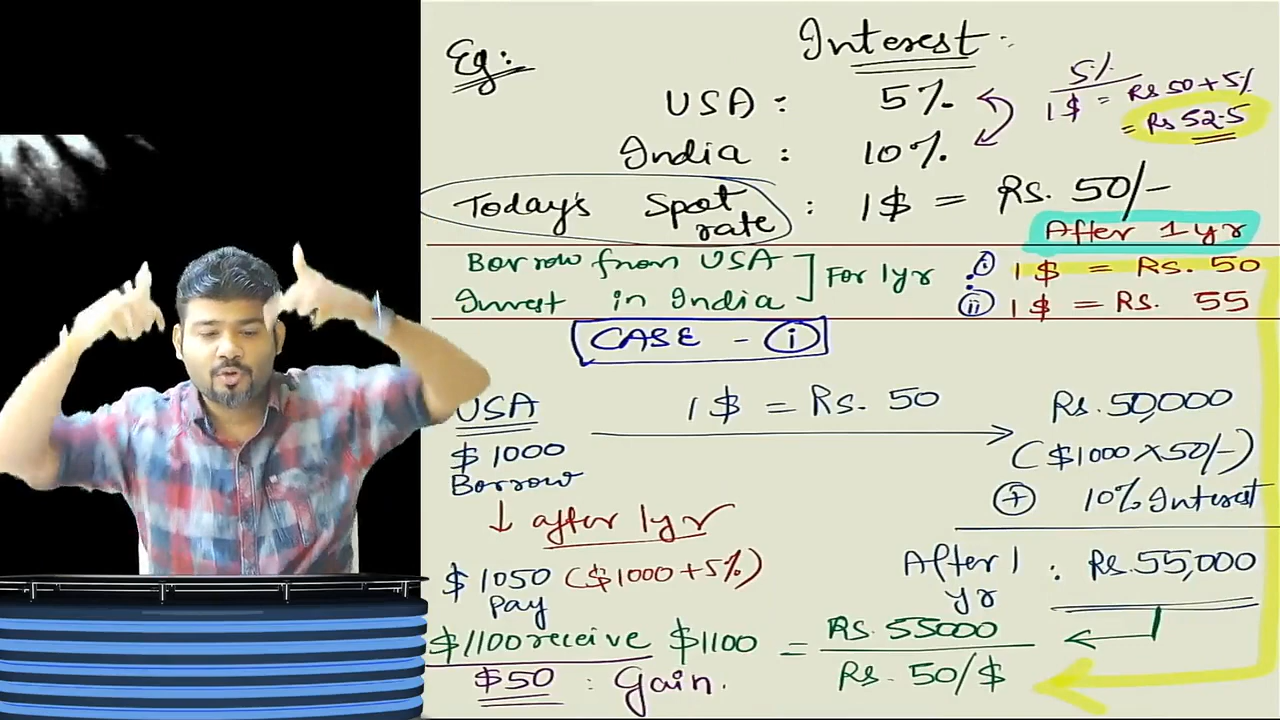 Eg:
Interest:
USA : 5%
India : 10%
5%
1$ = Rs 50 + 5%
= Rs 52.5
Today's Spot rate : 1$ = Rs. 50/-
After 1 yr
Borrow from USA
Invest in India
For 1yr
(i) 1$ = Rs. 50
(ii) 1$ = Rs. 55
CASE - (i)
USA
1$ = Rs. 50
Rs. 50,000
$1000
Borrow
($1000 X 50/-)
(+) 10% Interest
↓ after 1yr
After 1 yr : Rs. 55,000
$1050 ($1000 + 5%)
Pay
$1100 receive $1100 = Rs. 55000
Rs. 50/$
$50 : Gain.